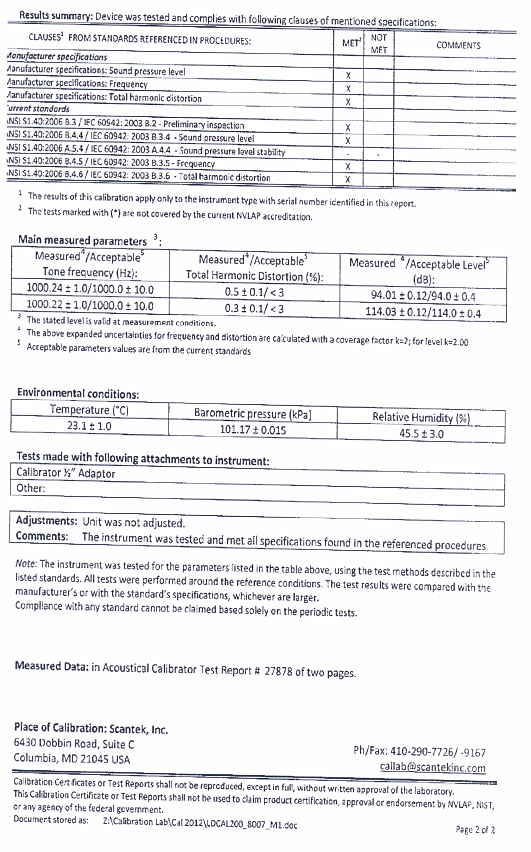 Results summary: Device was tested and complies with following clauses of mentioned specifications:
CLAUSES1 FROM STANDARDS REFERENCED IN PROCEDURES: MET2 NOT MET COMMENTS
Manufacturer specifications
Manufacturer specifications: Sound pressure level X
Manufacturer specifications: Frequency X
Manufacturer specifications: Total harmonic distortion X
Current standards
ANSI S1.40:2006 B.3 / IEC 60942: 2003 B.2 - Preliminary inspection X
ANSI S1.40:2006 B.4.4 / IEC 60942: 2003 B.3.4 - Sound pressure level X
ANSI S1.40:2006 A.5.4 / IEC 60942: 2003 A.4.4 - Sound pressure level stability - -
ANSI S1.40:2006 B.4.5 / IEC 60942: 2003 B.3.5 - Frequency X
ANSI S1.40:2006 B.4.6 / IEC 60942: 2003 B.3.6 - Total harmonic distortion X
1 The results of this calibration apply only to the instrument type with serial number identified in this report.
2 The tests marked with (*) are not covered by the current NVLAP accreditation.
Main measured parameters 3:
Measured4/Acceptable5 Tone frequency (Hz): Measured4/Acceptable5 Total Harmonic Distortion (%): Measured 4/Acceptable Level5 (dB):
1000.24 ± 1.0/1000.0 ± 10.0 0.5 ± 0.1/ < 3 94.01 ± 0.12/94.0 ± 0.4
1000.22 ± 1.0/1000.0 ± 10.0 0.3 ± 0.1/ < 3 114.03 ± 0.12/114.0 ± 0.4
3 The stated level is valid at measurement conditions.
4 The above expanded uncertainties for frequency and distortion are calculated with a coverage factor k=2; for level k=2.00
5 Acceptable parameters values are from the current standards
Environmental conditions:
Temperature (°C) Barometric pressure (kPa) Relative Humidity (%)
23.1 ± 1.0 101.17 ± 0.015 45.5 ± 3.0
Tests made with following attachments to instrument:
Calibrator ½" Adaptor
Other:
Adjustments: Unit was not adjusted.
Comments: The instrument was tested and met all specifications found in the referenced procedures.
Note: The instrument was tested for the parameters listed in the table above, using the test methods described in the
listed standards. All tests were performed around the reference conditions. The test results were compared with the
manufacturer's or with the standard's specifications, whichever are larger.
Compliance with any standard cannot be claimed based solely on the periodic tests.
Measured Data: in Acoustical Calibrator Test Report # 27878 of two pages.
Place of Calibration: Scantek, Inc.
6430 Dobbin Road, Suite C Ph/Fax: 410-290-7726/ -9167
Columbia, MD 21045 USA callab@scantekinc.com
Calibration Certificates or Test Reports shall not be reproduced, except in full, without written approval of the laboratory.
This Calibration Certificate or Test Reports shall not be used to claim product certification, approval or endorsement by NVLAP, NIST,
or any agency of the federal government.
Document stored as: Z:\Calibration Lab\Cal 2012\LDCAL200_8007_M1.doc Page 2 of 2